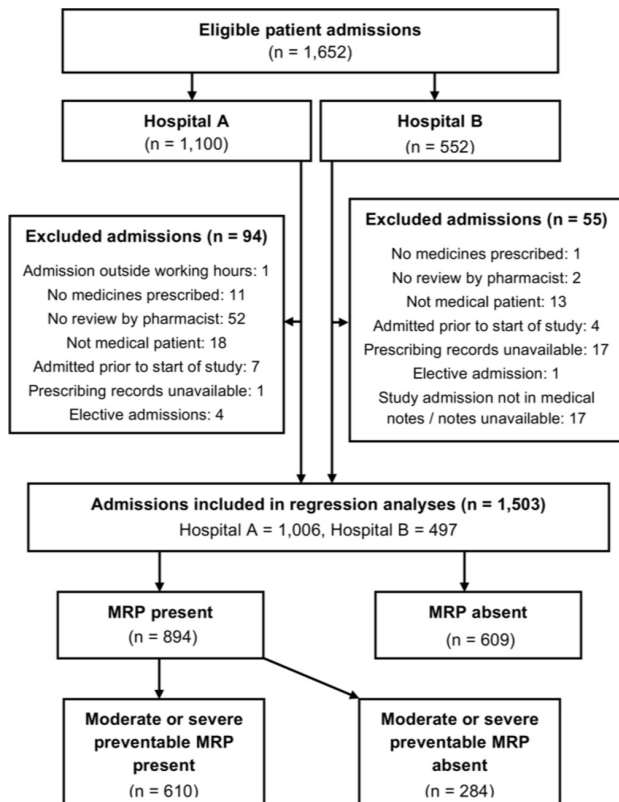 Eligible patient admissions
(n = 1,652)
Hospital A
(n = 1,100)
Hospital B
(n = 552)
Excluded admissions (n = 94)
Admission outside working hours: 1
No medicines prescribed: 11
No review by pharmacist: 52
Not medical patient: 18
Admitted prior to start of study: 7
Prescribing records unavailable: 1
Elective admissions: 4
Excluded admissions (n = 55)
No medicines prescribed: 1
No review by pharmacist: 2
Not medical patient: 13
Admitted prior to start of study: 4
Prescribing records unavailable: 17
Elective admission: 1
Study admission not in medical
notes / notes unavailable: 17
Admissions included in regression analyses (n = 1,503)
Hospital A = 1,006, Hospital B = 497
MRP present
(n = 894)
MRP absent
(n = 609)
Moderate or severe
preventable MRP
present
(n = 610)
Moderate or severe
preventable MRP
absent
(n = 284)